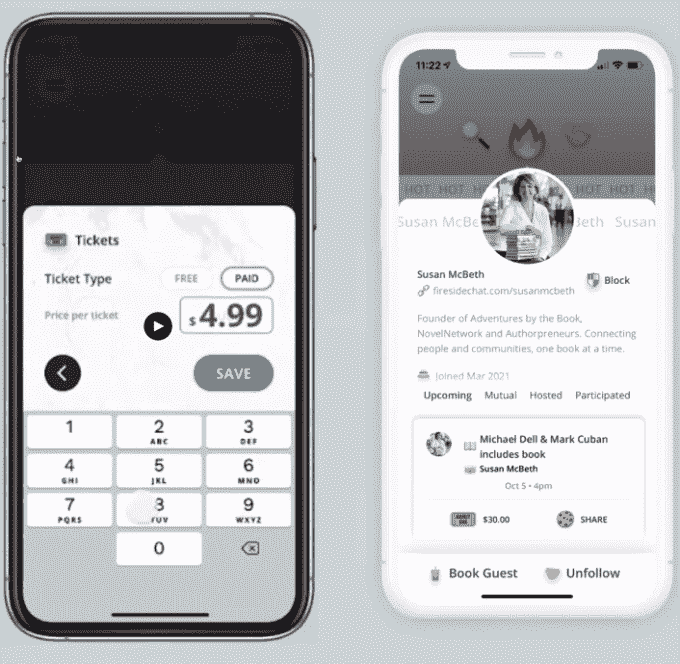 Tickets
Ticket Type FREE PAID
Price per ticket $4.99
SAVE
1 2 3
ABC DEF
4 5 6
GHI JKL MNO
7 8 9
PQRS TUV WXYZ
0
11:22
HOT HOT HOT HOT
Susan McBe Beth Susan
Susan McBeth
firesidechat.com/susanmcbeth
Block
Founder of Adventures by the Book,
NovelNetwork and Authorpreneurs. Connecting
people and communities, one book at a time.
Joined Mar 2021
Upcoming Mutual Hosted Participated
Michael Dell & Mark Cuban
includes book
Susan McBeth
Oct 5 • 4pm
$30.00 SHARE
Book Guest Unfollow